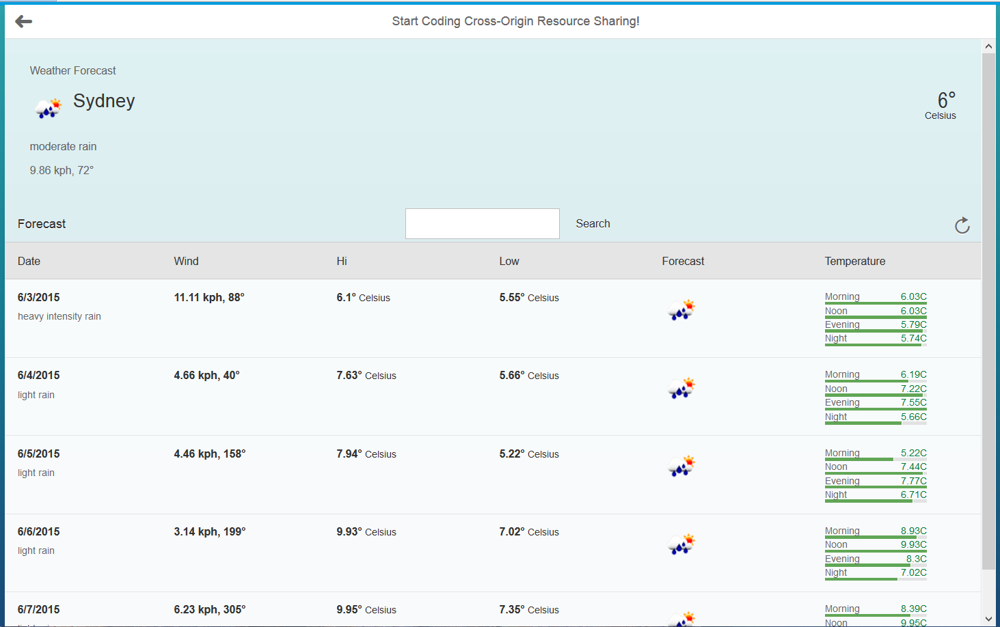 Start Coding Cross-Origin Resource Sharing!
Weather Forecast
Sydney
6°
Celsius
moderate rain
9.86 kph, 72°
Forecast
Search
Date Wind Hi Low Forecast Temperature
6/3/2015 11.11 kph, 88° 6.1° Celsius 5.55° Celsius
heavy intensity rain
Morning 6.03C
Noon 6.03C
Evening 5.79C
Night 5.74C
6/4/2015 4.66 kph, 40° 7.63° Celsius 5.66° Celsius
light rain
Morning 6.19C
Noon 7.22C
Evening 7.55C
Night 5.66C
6/5/2015 4.46 kph, 158° 7.94° Celsius 5.22° Celsius
light rain
Morning 5.22C
Noon 7.44C
Evening 7.77C
Night 6.71C
6/6/2015 3.14 kph, 199° 9.93° Celsius 7.02° Celsius
light rain
Morning 8.93C
Noon 9.93C
Evening 8.3C
Night 7.02C
6/7/2015 6.23 kph, 305° 9.95° Celsius 7.35° Celsius
Morning 8.39C
Noon 9.95C